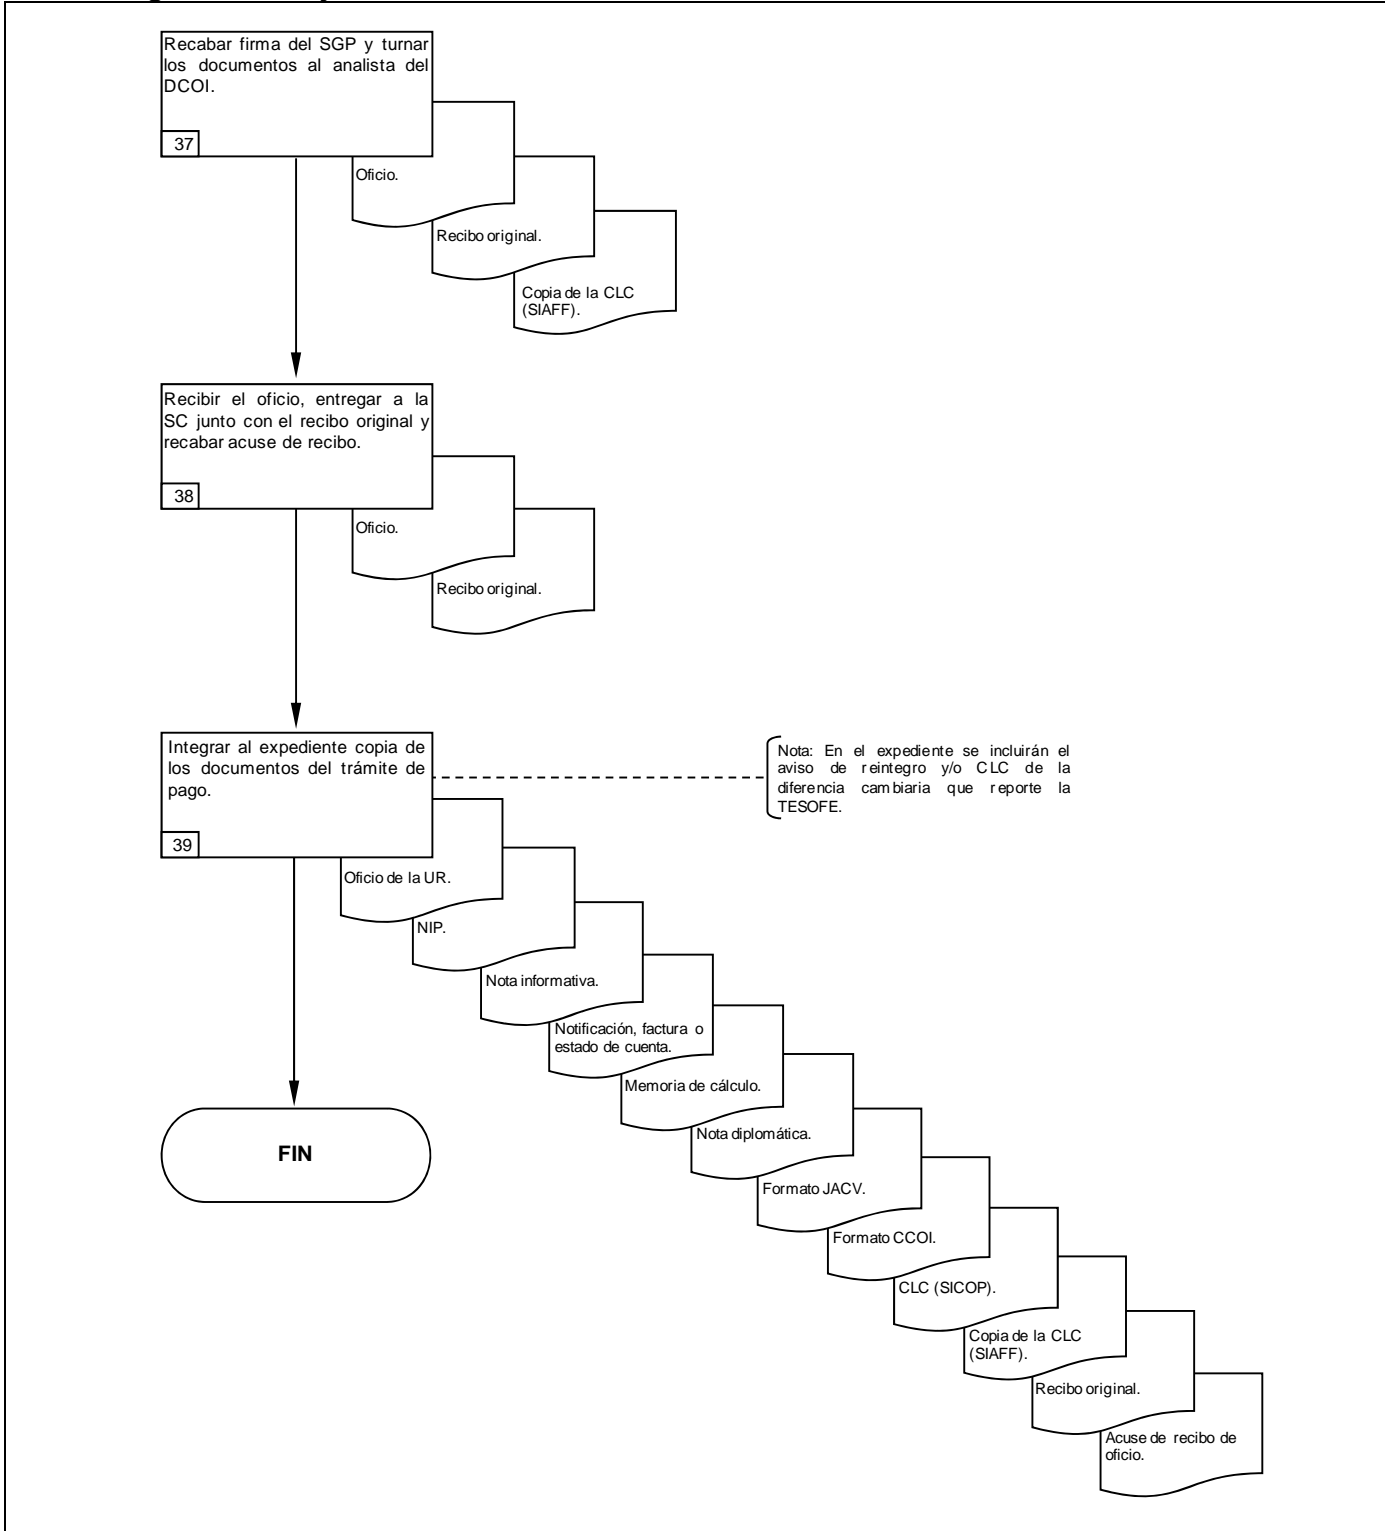 Recabar firma del SGP y turnar
los documentos al analista del
DCOI.
37
Oficio.
Recibo original.
Copia de la CLC
(SIAFF).
Recibir el oficio, entregar a la
SC junto con el recibo original y
recabar acuse de recibo.
38
Oficio.
Recibo original.
Integrar al expediente copia de
los documentos del trámite de
pago.
39
Nota: En el expediente se incluirán el
aviso de reintegro y/o CLC de la
diferencia cambiaria que reporte la
TESOFE.
Oficio de la UR.
NIP.
Nota informativa.
Notificación, factura o
estado de cuenta.
Memoria de cálculo.
Nota diplomática.
Formato JACV.
Formato CCOI.
CLC (SICOP).
Copia de la CLC
(SIAFF).
Recibo original.
Acuse de recibo de
oficio.
FIN